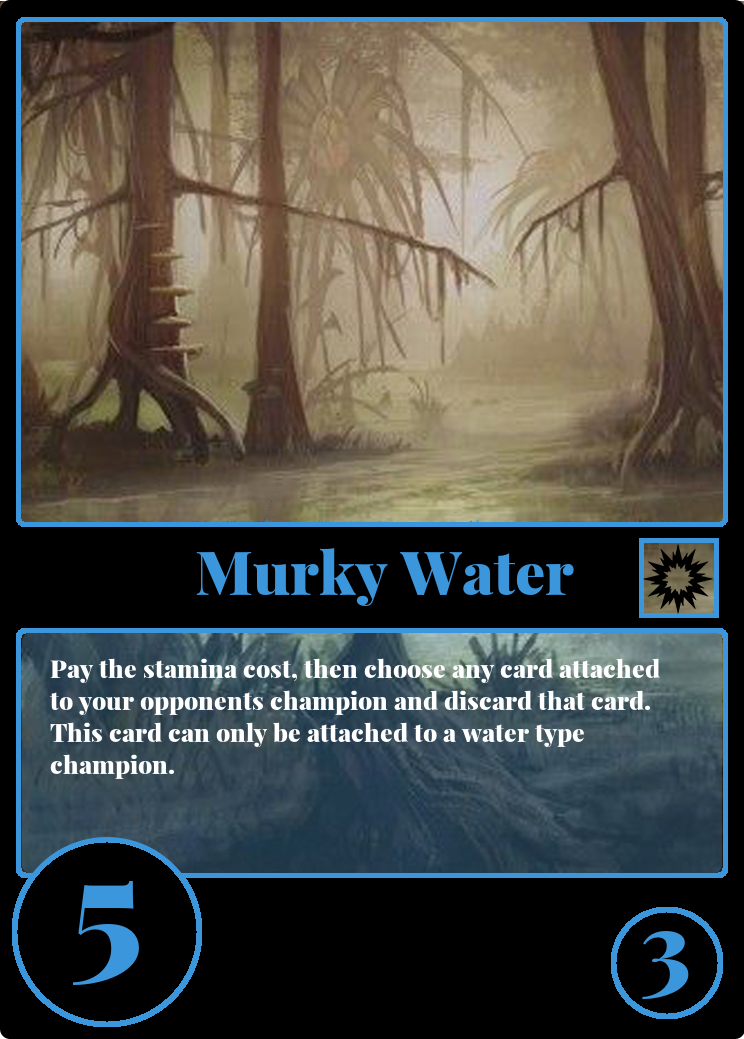 Murky Water
Pay the stamina cost, then choose any card attached
to your opponents champion and discard that card.
This card can only be attached to a water type
champion.
5
3